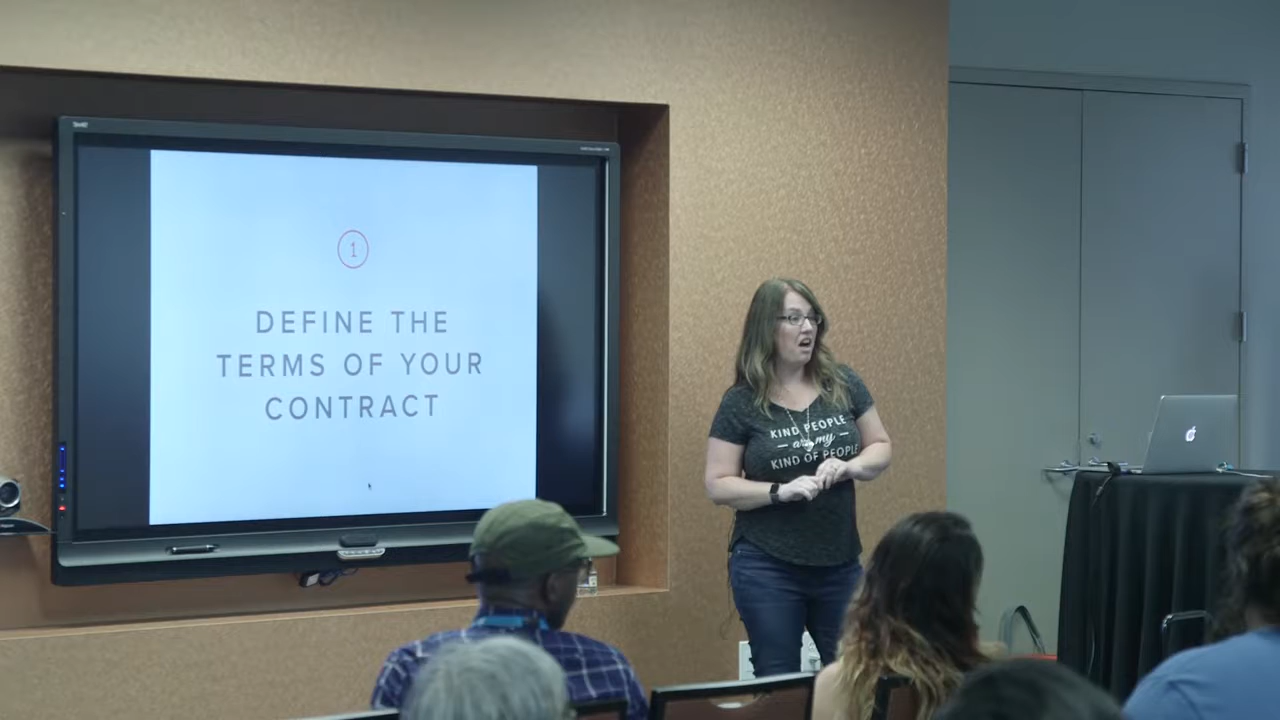 1
DEFINE THE
TERMS OF YOUR
CONTRACT
KIND PEOPLE
are my
KIND OF PEOPLE